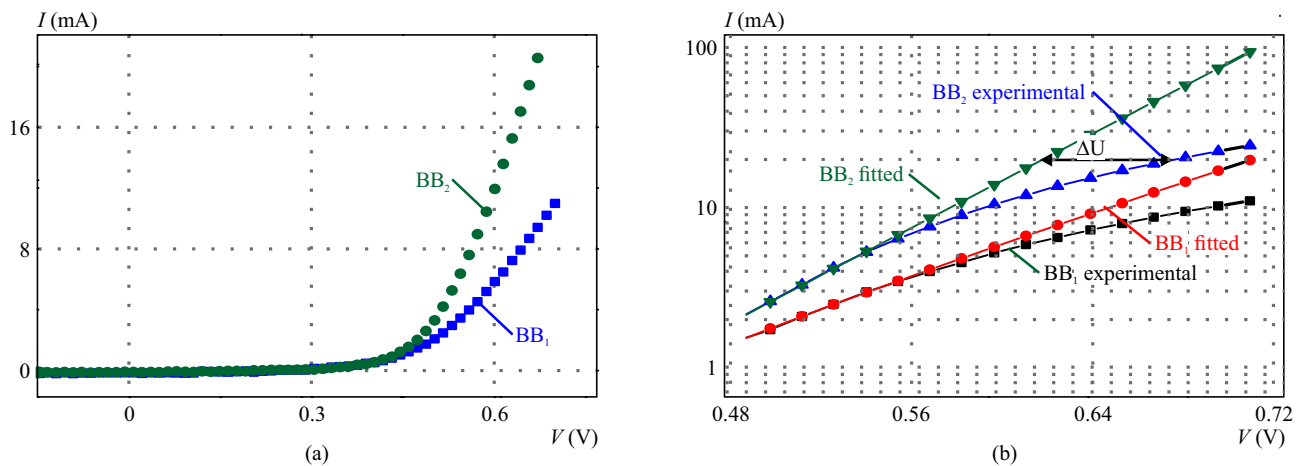 (a)
I (mA)
16
8
4
0
BB₂
BB₁
0
0.3
0.6
V (V)
(a)
(b)
I (mA)
100
10
1
BB₂ experimental
ΔU
BB₂ fitted
BB₁ fitted
BB₁ experimental
0.48
0.56
0.64
0.72
V (V)
(b)